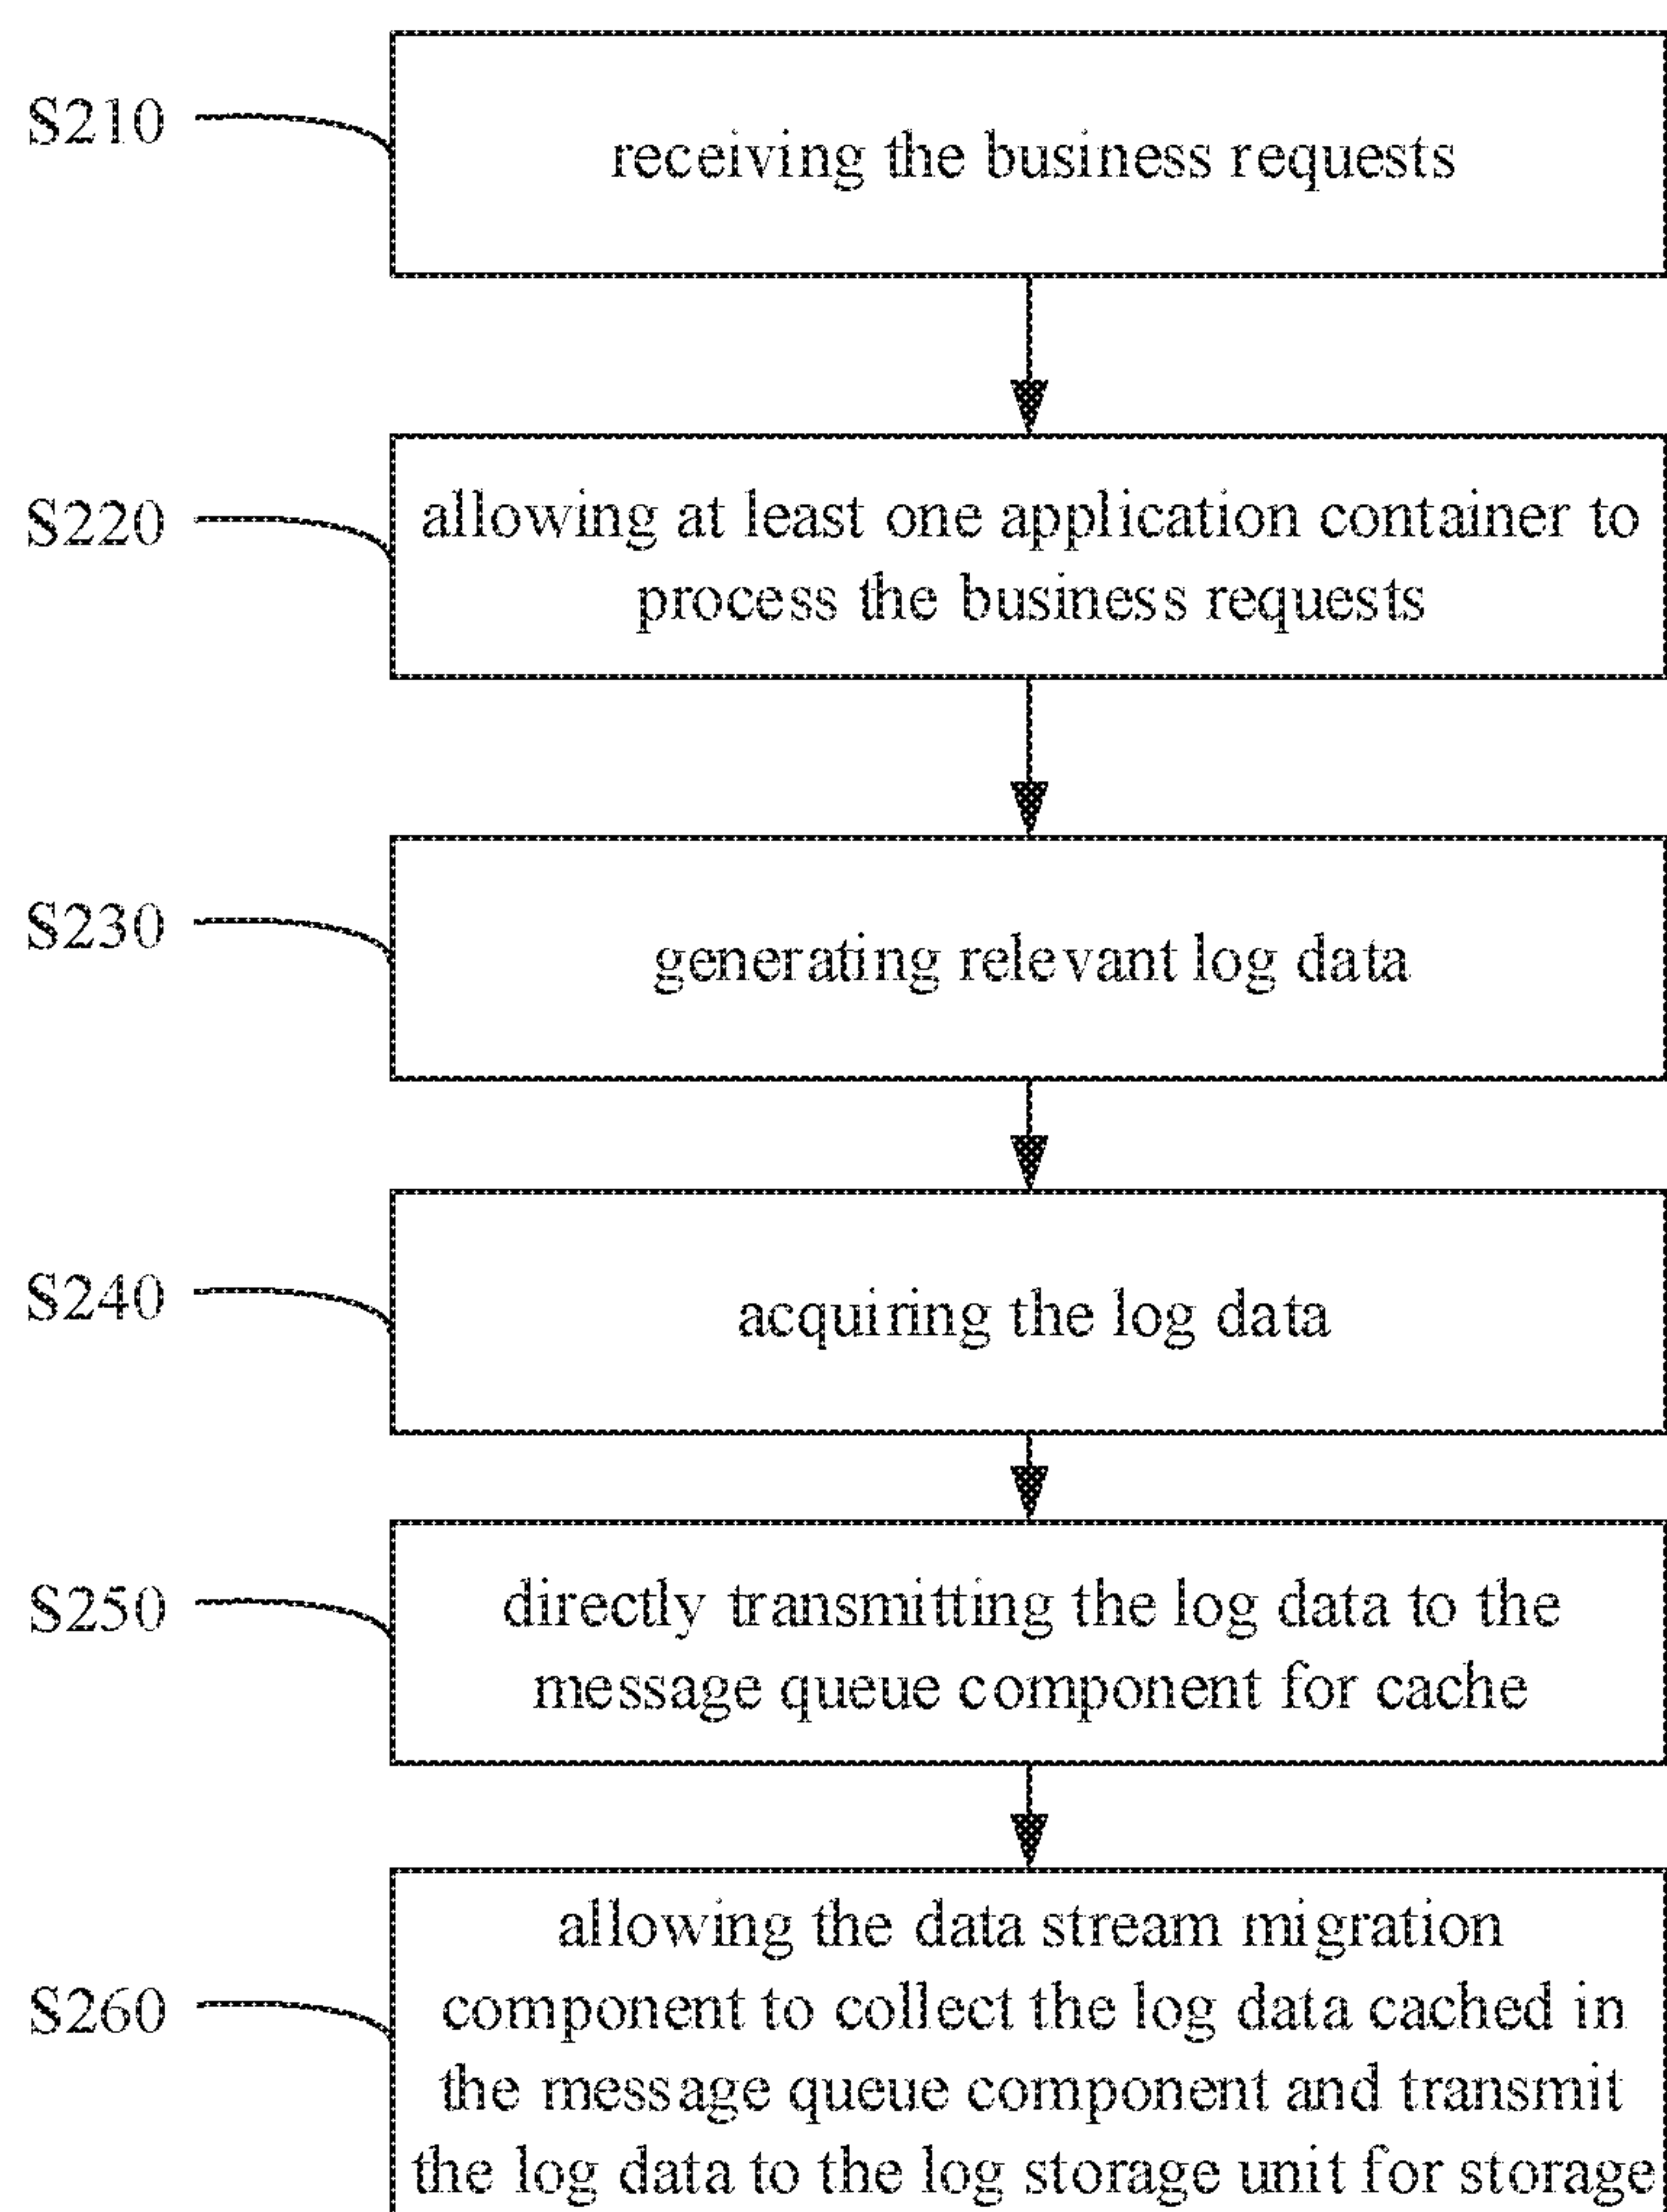 S210
receiving the business requests
S220
allowing at least one application container to
process the business requests
S230
generating relevant log data
S240
acquiring the log data
S250
directly transmitting the log data to the
message queue component for cache
S260
allowing the data stream migration
component to collect the log data cached in
the message queue component and transmit
the log data to the log storage unit for storage